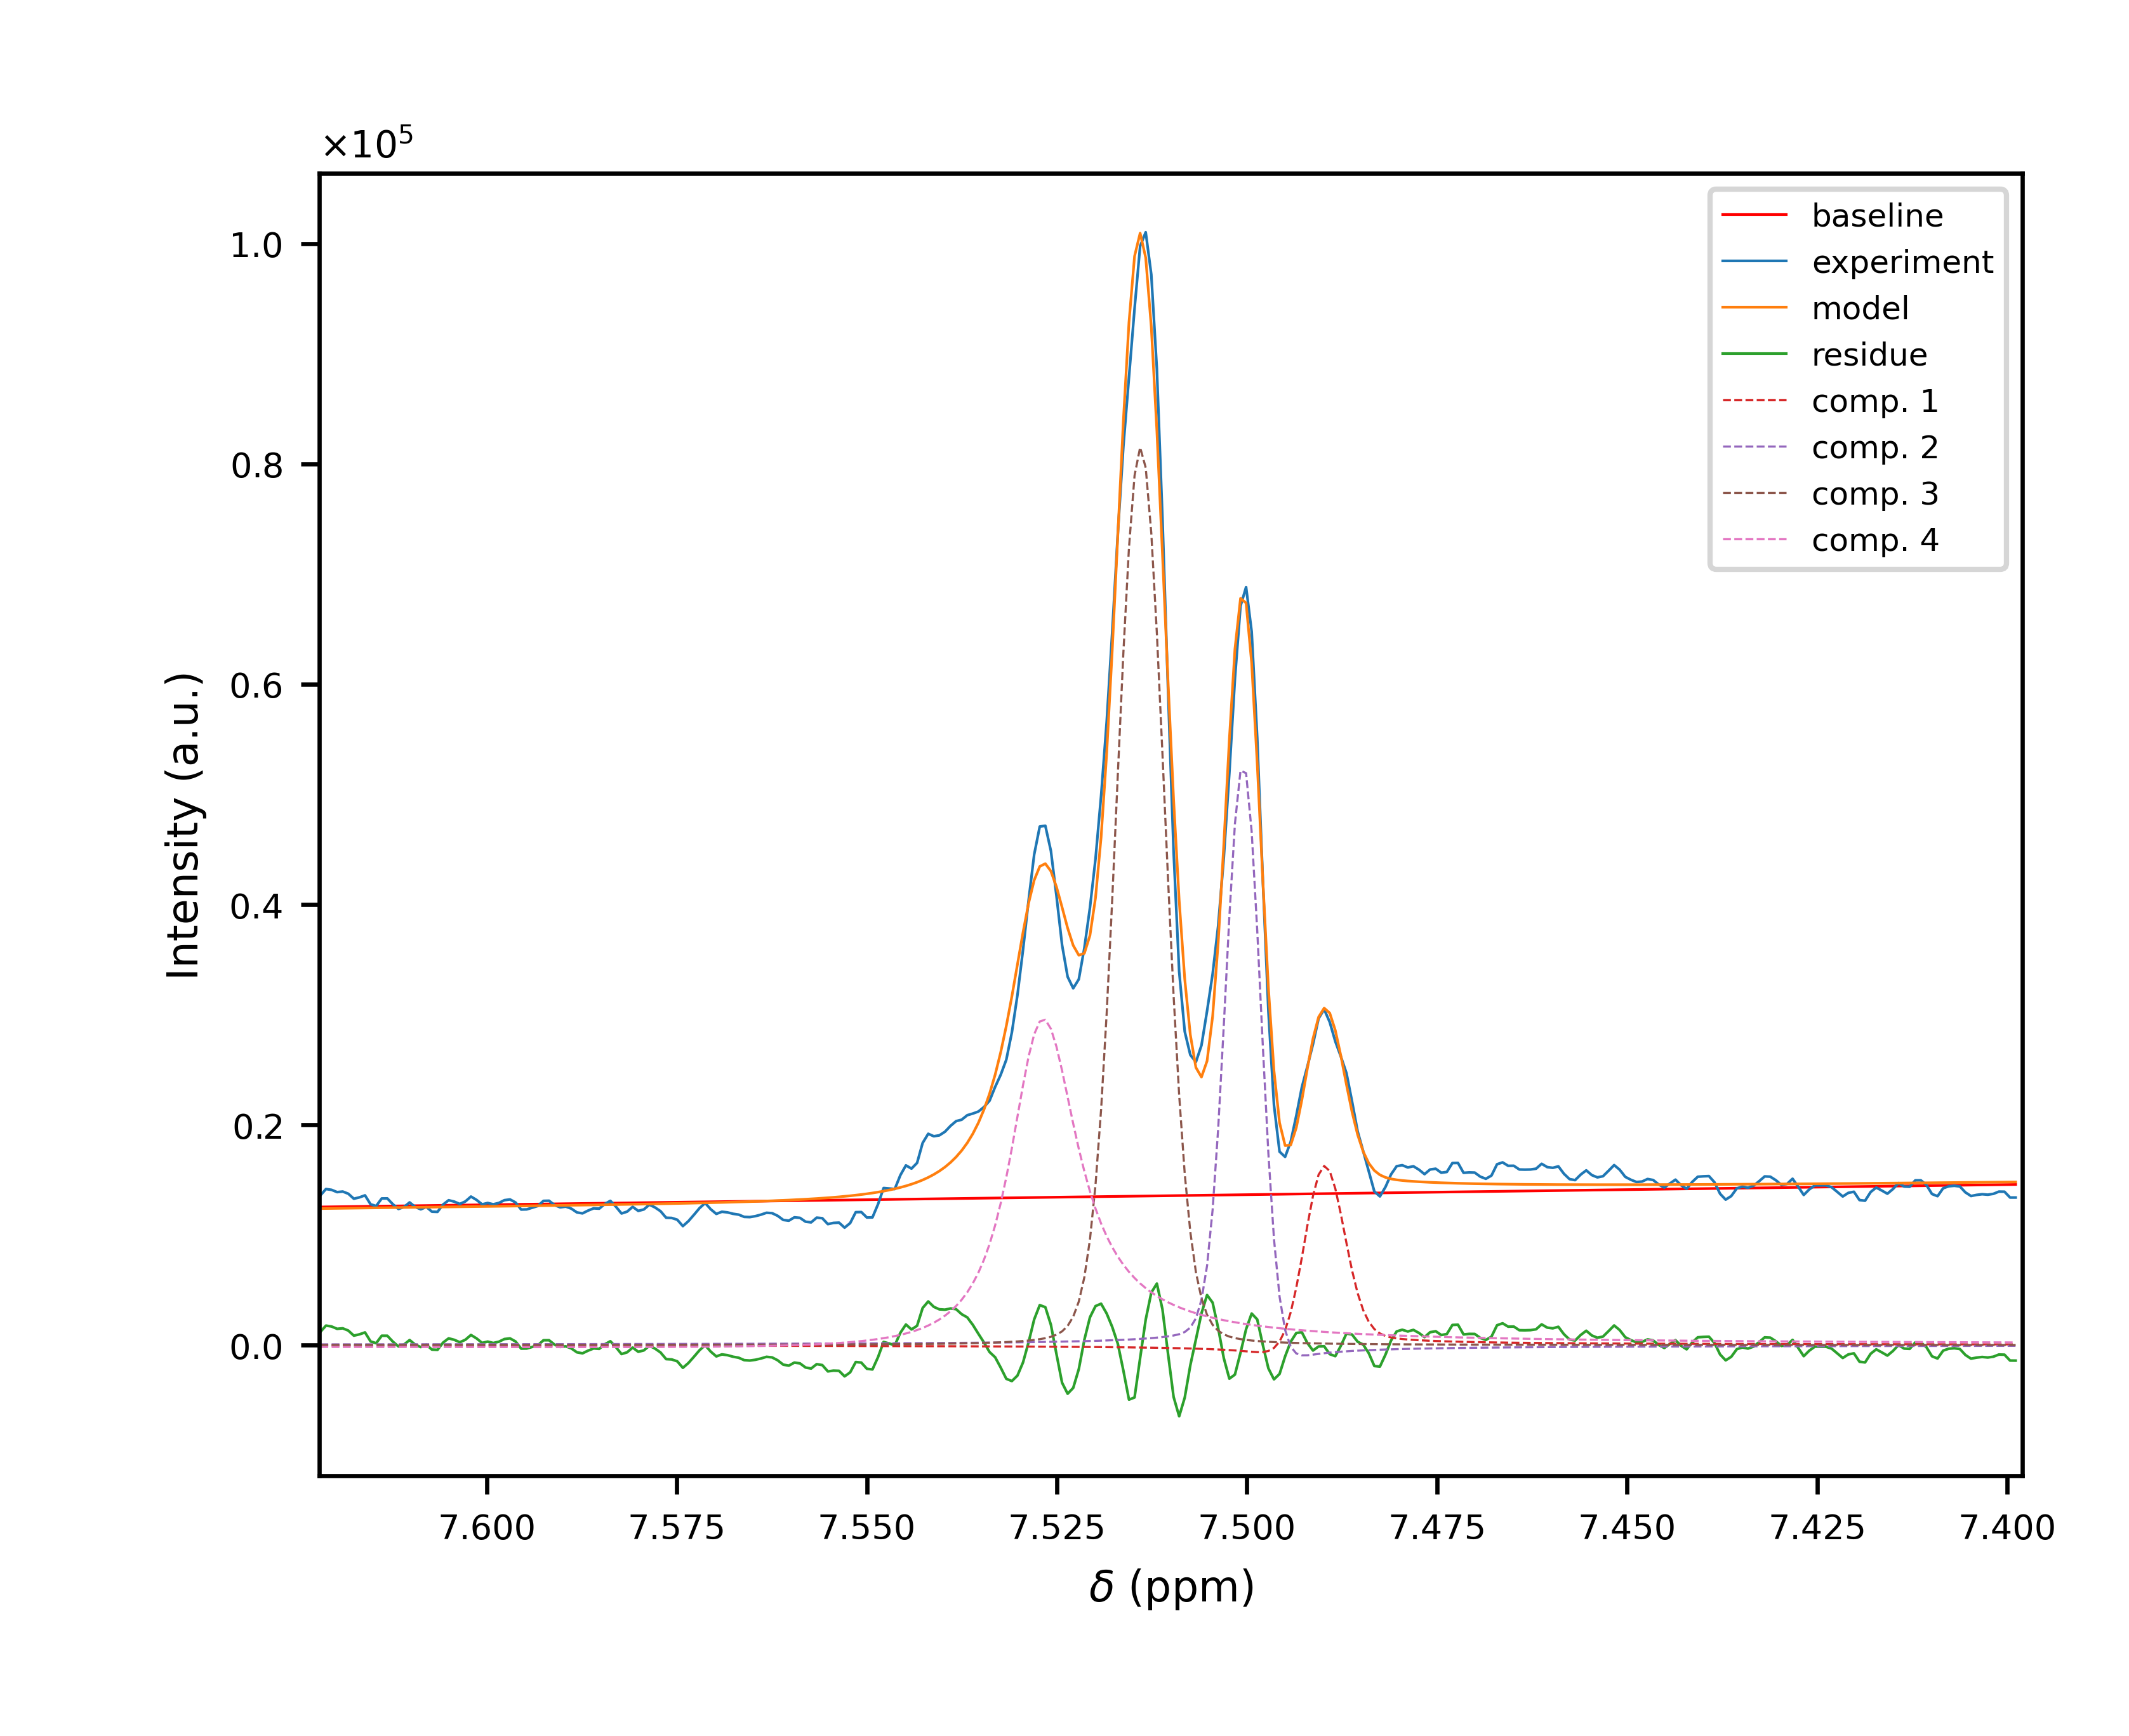 ×10⁵
1.0
0.8
0.6
0.4
0.2
0.0
Intensity (a.u.)
baseline
experiment
model
residue
comp. 1
comp. 2
comp. 3
comp. 4
7.600 7.575 7.550 7.525 7.500 7.475 7.450 7.425 7.400
δ (ppm)